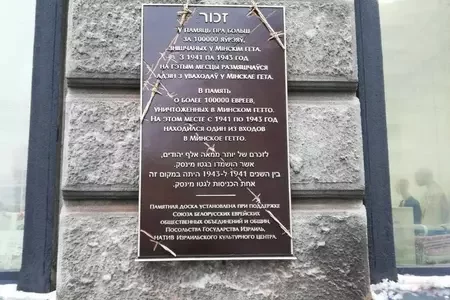 זכור
У ПАМЯЦЬ ПРА БОЛЬШ
ЗА 100000 ЯЎРЭЯЎ,
ЗНІШЧАНЫХ У МІНСКІМ ГЕТА.
З 1941 ПА 1943 ГОД
НА ГЭТЫМ МЕСЦЫ РАЗМЯШЧАЎСЯ
АДЗІН З УВАХОДАЎ У МІНСКАЕ ГЕТА.
В ПАМЯТЬ
О БОЛЕЕ 100000 ЕВРЕЕВ,
УНИЧТОЖЕННЫХ В МИНСКОМ ГЕТТО.
НА ЭТОМ МЕСТЕ С 1941 ПО 1943 ГОД
НАХОДИЛСЯ ОДИН ИЗ ВХОДОВ
В МИНСКОЕ ГЕТТО.
לזכרם של יותר ממאה אלף יהודים,
אשר הושמדו בגטו מינסק.
בין השנים 1941 ל-1943 היתה במקום זה
אחת הכניסות לגטו מינסק.
ПАМЯТНАЯ ДОСКА УСТАНОВЛЕНА ПРИ ПОДДЕРЖКЕ
СОЮЗА БЕЛОРУССКИХ ЕВРЕЙСКИХ
ОБЩЕСТВЕННЫХ ОБЪЕДИНЕНИЙ И ОБЩИН,
ПОСОЛЬСТВА ГОСУДАРСТВА ИЗРАИЛЬ,
НАТИВ ИЗРАИЛЬСКОГО КУЛЬТУРНОГО ЦЕНТРА.